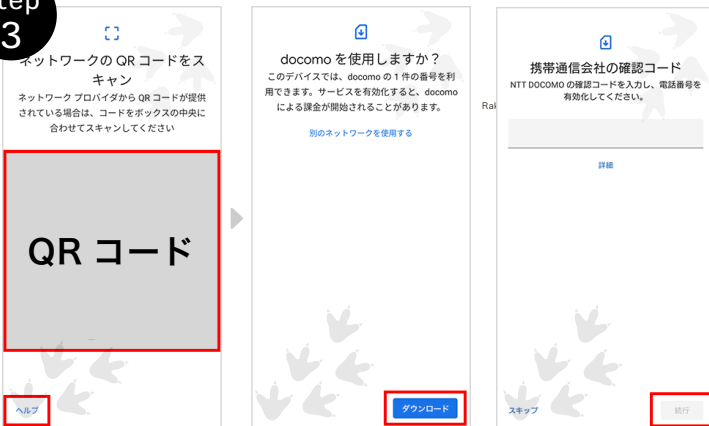 step
3
ネットワークの QR コードをス
キャン
ネットワーク プロバイダから QR コードが提供
されている場合は、コードをボックスの中央に
合わせてスキャンしてください
QR コード
ヘルプ
docomo を使用しますか？
このデバイスでは、docomo の 1 件の番号を利
用できます。サービスを有効化すると、docomo
による課金が開始されることがあります。
別のネットワークを使用する
ダウンロード
Rak
携帯通信会社の確認コード
NTT DOCOMO の確認コードを入力し、電話番号を
有効化してください。
詳細
スキップ
続行